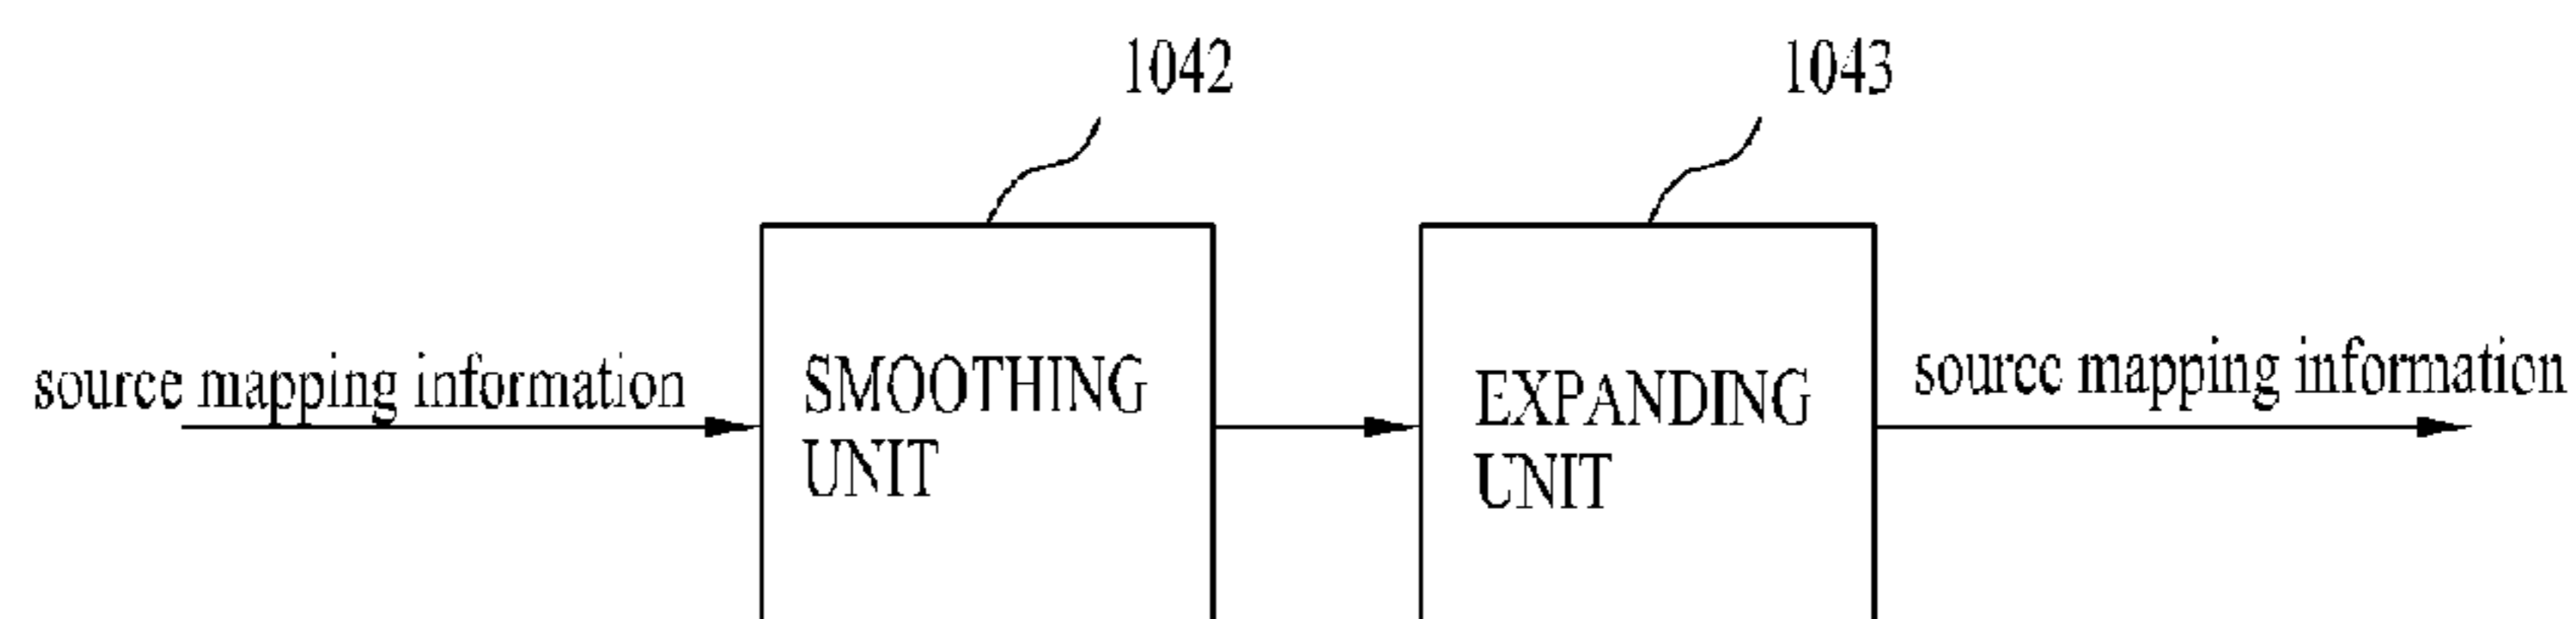 1042
1043
source mapping information
SMOOTHING
UNIT
EXPANDING
UNIT
source mapping information